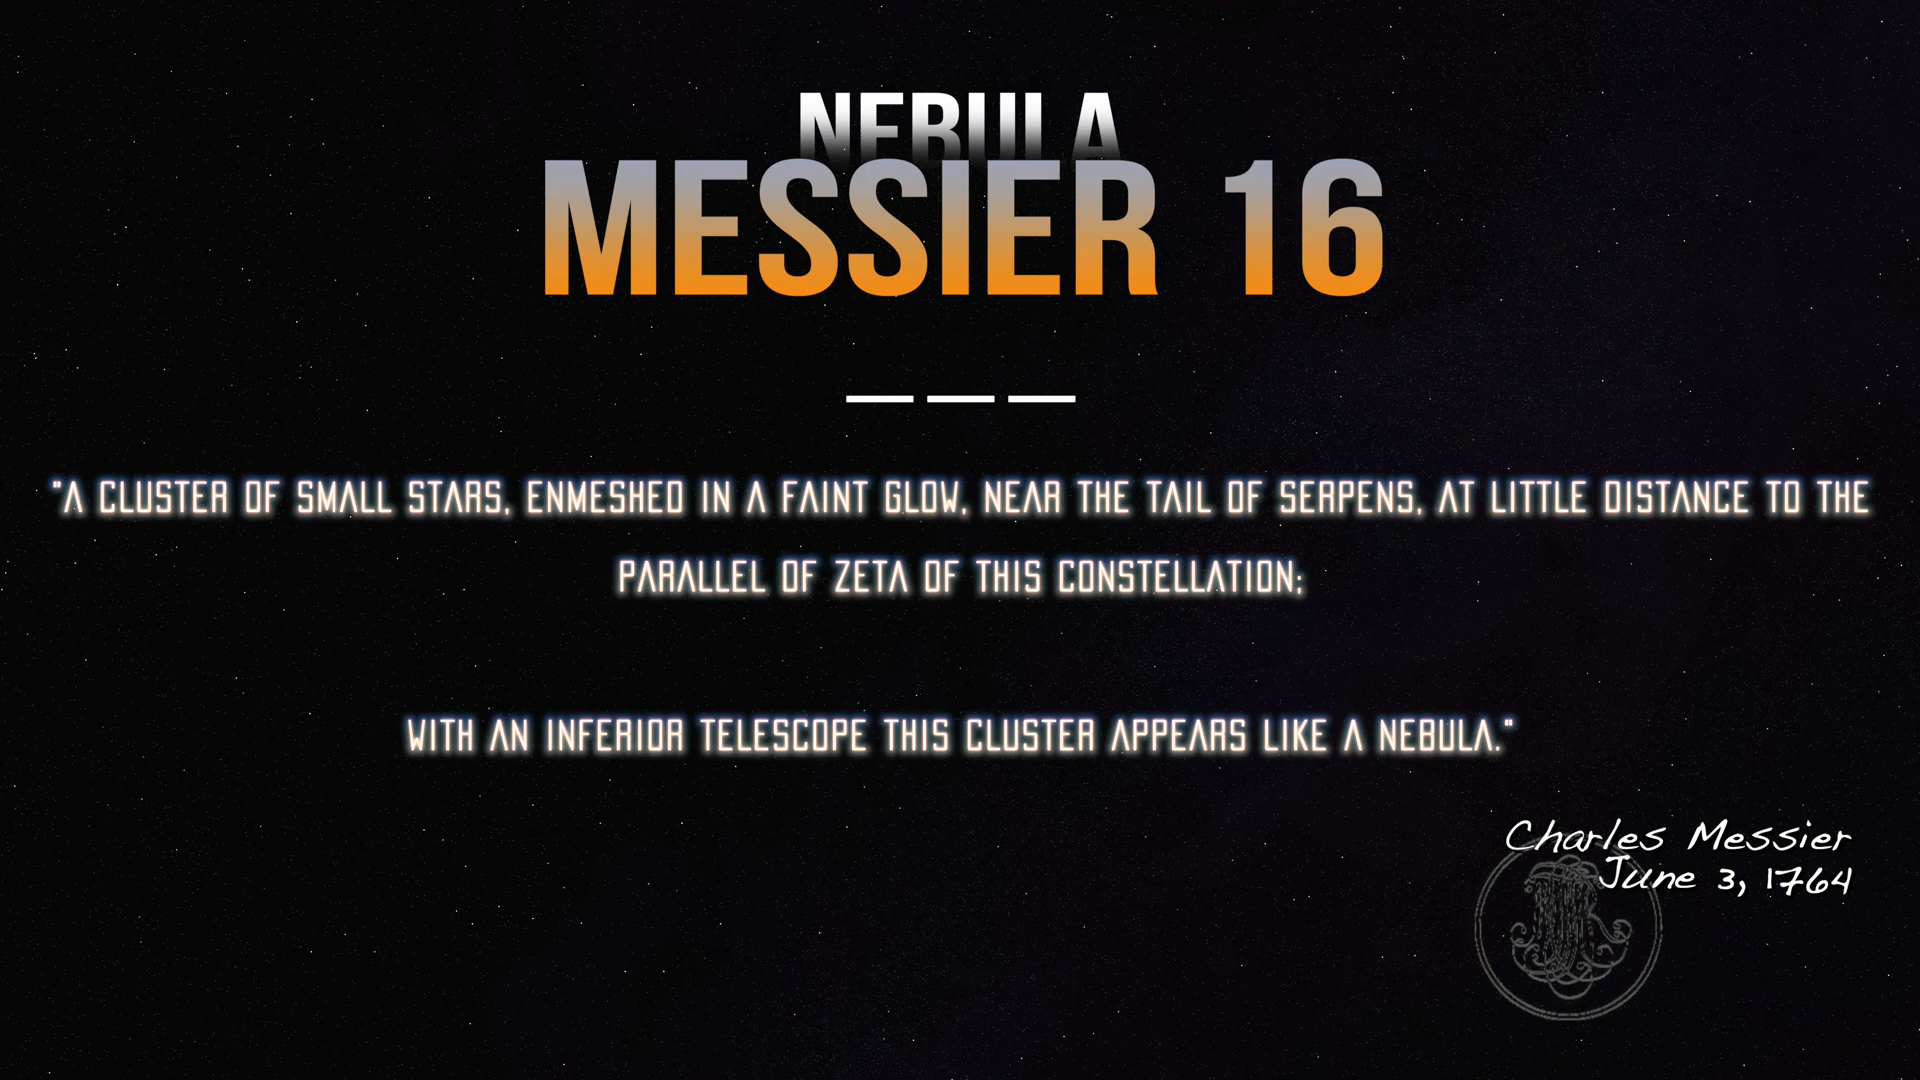 NEBULA
MESSIER 16
"A CLUSTER OF SMALL STARS, ENMESHED IN A FAINT GLOW, NEAR THE TAIL OF SERPENS, AT LITTLE DISTANCE TO THE
PARALLEL OF ZETA OF THIS CONSTELLATION;
WITH AN INFERIOR TELESCOPE THIS CLUSTER APPEARS LIKE A NEBULA."
Charles Messier
June 3, 1764